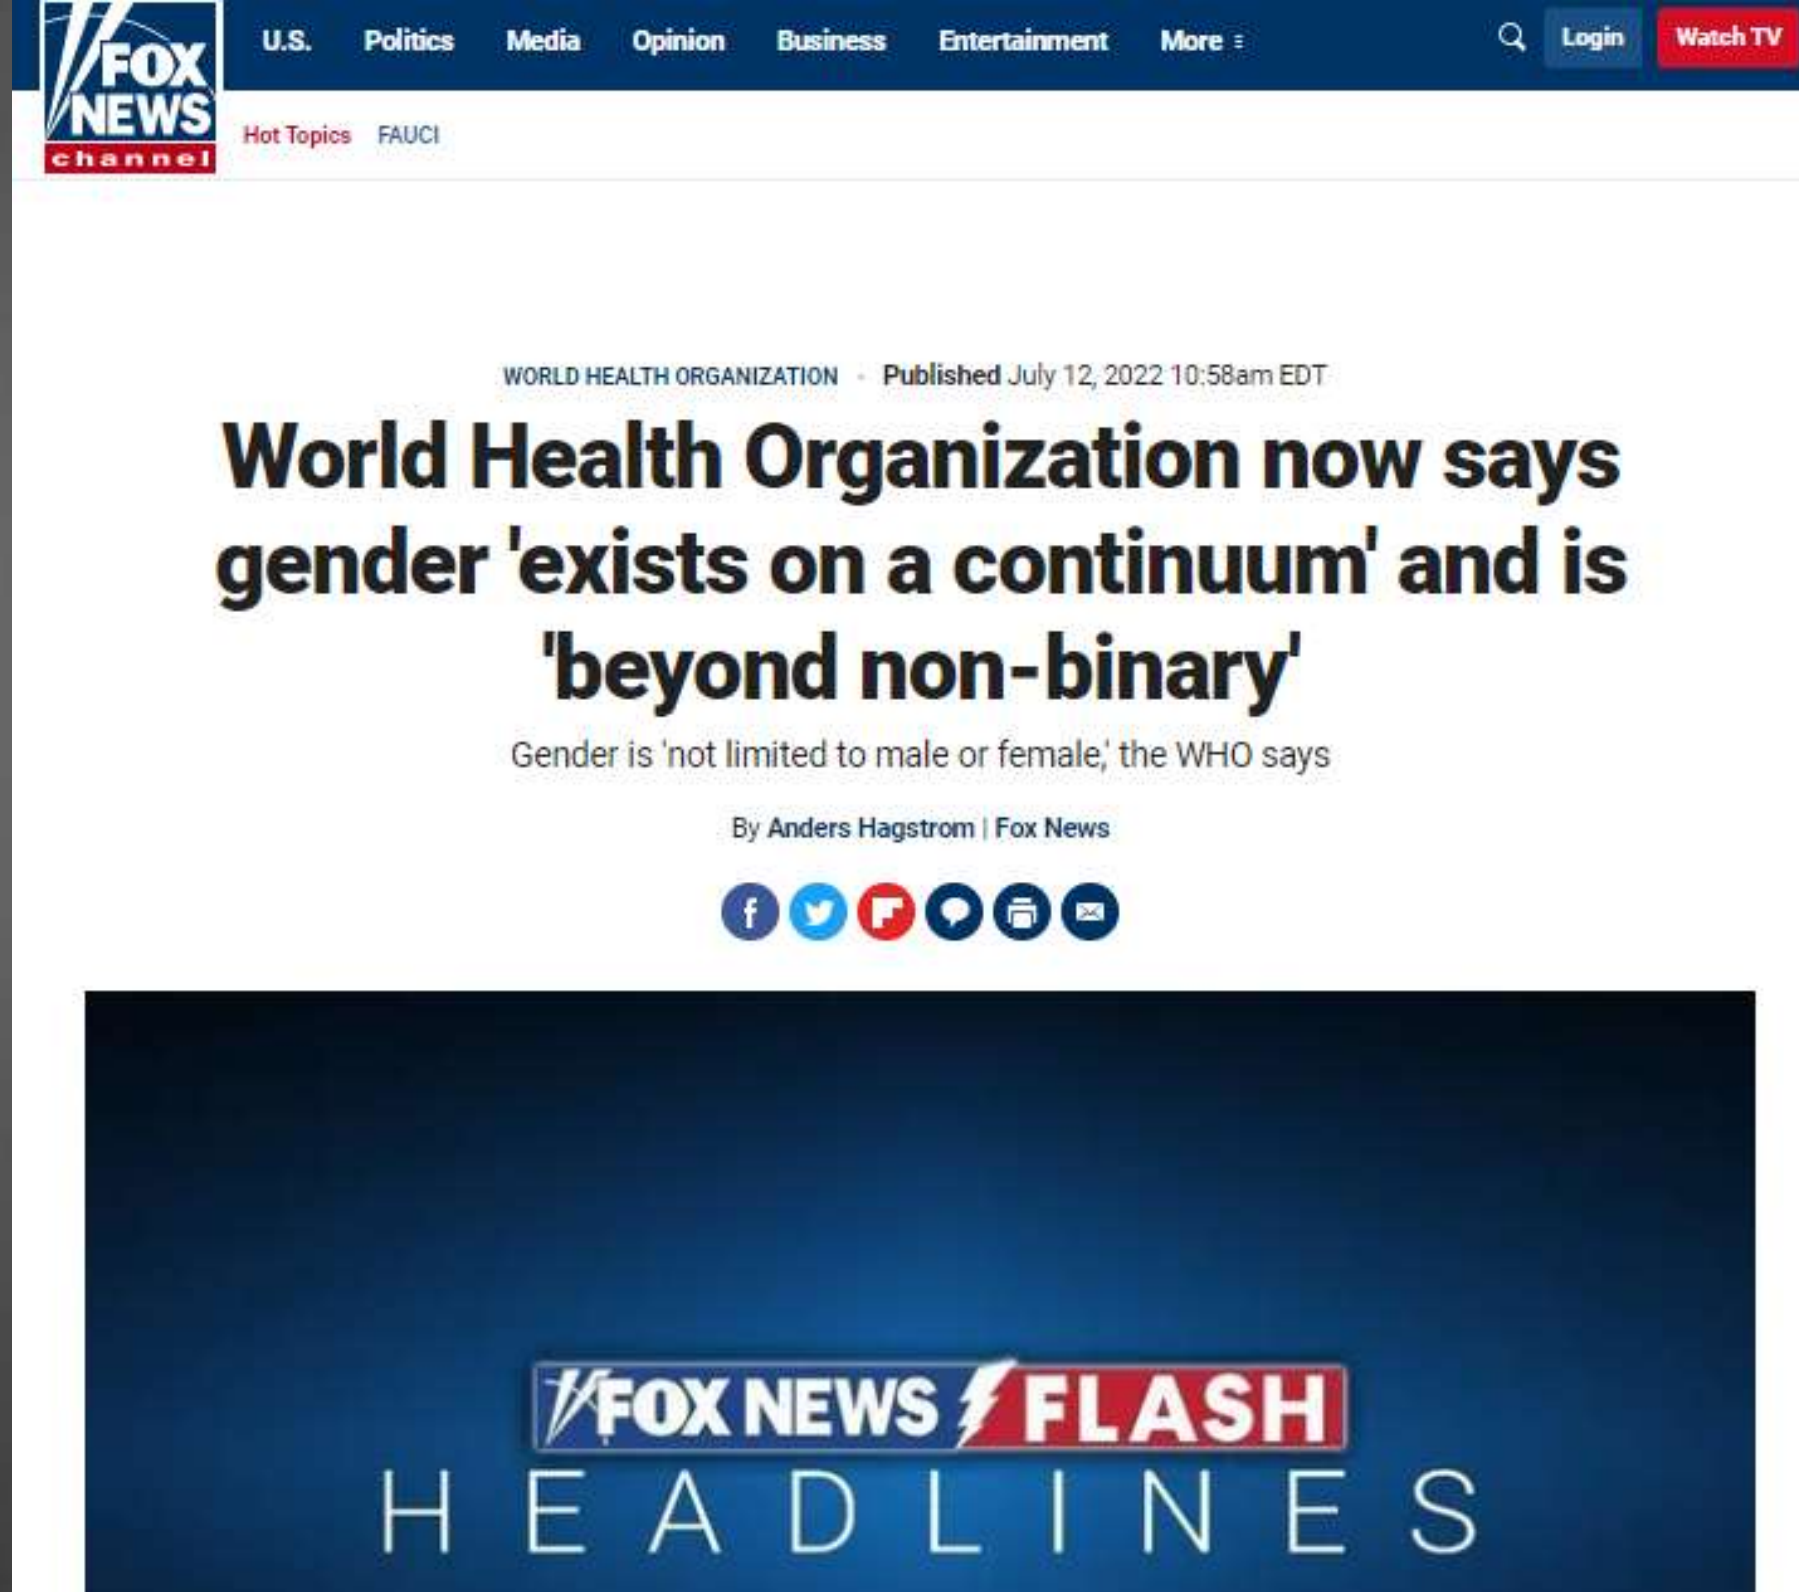 FOX
NEWS
channel
U.S. Politics Media Opinion Business Entertainment More Login Watch TV
Hot Topics FAUCI
WORLD HEALTH ORGANIZATION · Published July 12, 2022 10:58am EDT
World Health Organization now says
gender 'exists on a continuum' and is
'beyond non-binary'
Gender is 'not limited to male or female,' the WHO says
By Anders Hagstrom | Fox News
FOX NEWS FLASH
HEADLINES